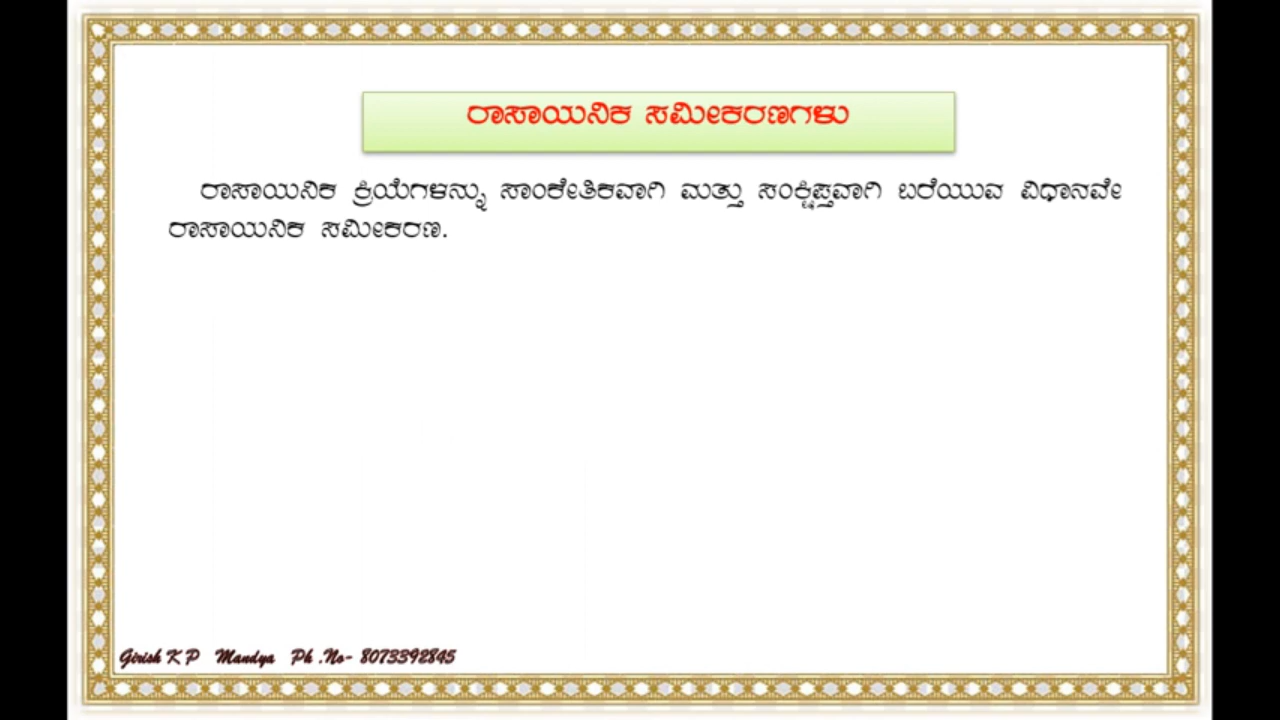 ರಾಸಾಯನಿಕ ಸಮೀಕರಣಗಳು
ರಾಸಾಯನಿಕ ಕ್ರಿಯೆಗಳನ್ನು ಸಾಂಕೇತಿಕವಾಗಿ ಮತ್ತು ಸಂಕ್ಷಿಪ್ತವಾಗಿ ಬರೆಯುವ ವಿಧಾನವೇ
ರಾಸಾಯನಿಕ ಸಮೀಕರಣ.
Girish K P Mandya Ph .No- 8073392845